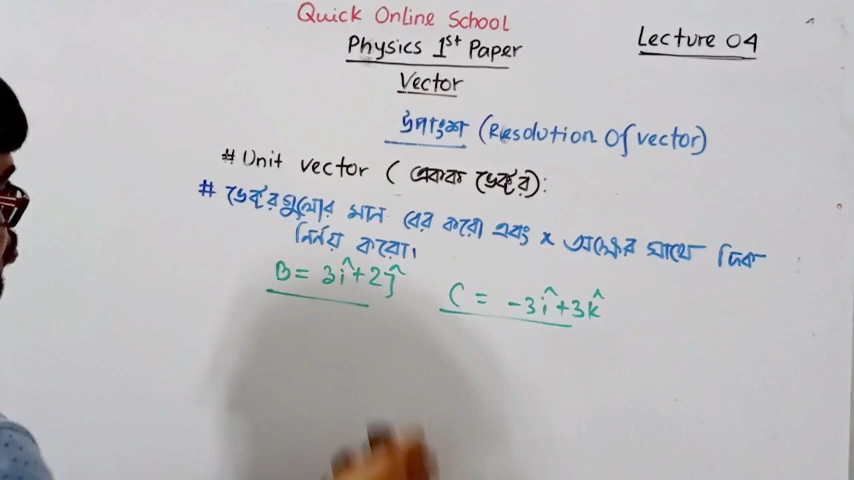 Quick Online School
Physics 1st Paper
Lecture 04
Vector
উপাংশ (Resolution Of vector)
# Unit vector ( একক ভেক্টর):
# ভেক্টরগুলোর মান বের করো এবং x অক্ষের সাথে দিক
নির্নয় করো।
B = 3î+2ĵ
C = -3î+3k̂